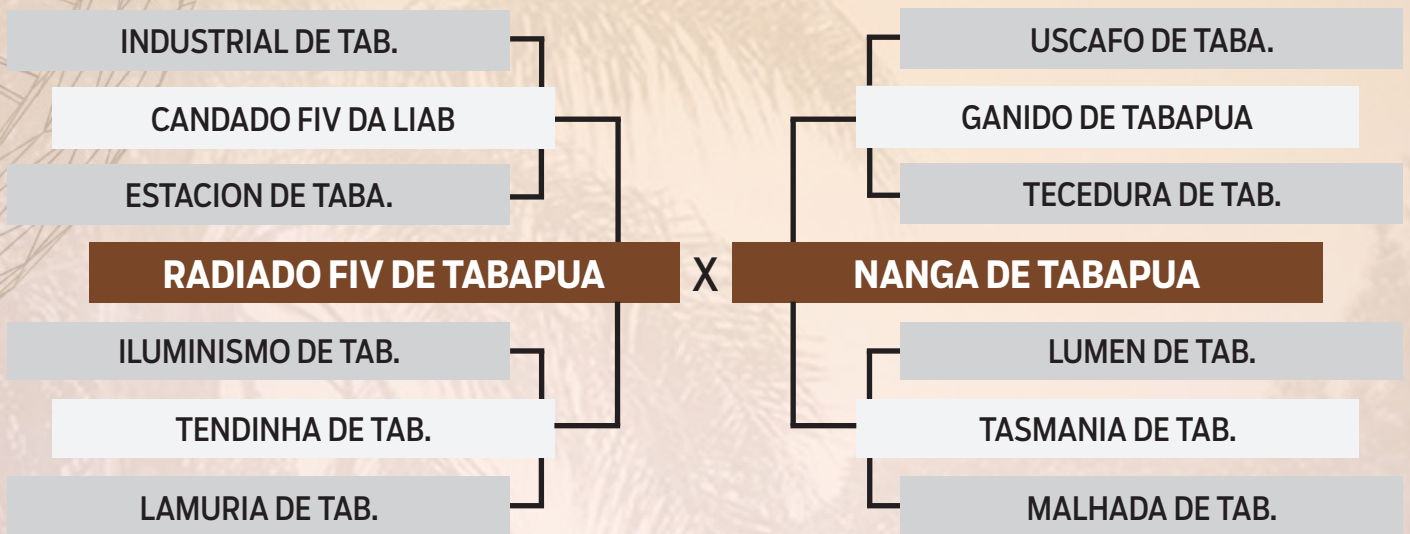 INDUSTRIAL DE TAB.
CANDADO FIV DA LIAB
ESTACION DE TABA.
RADIADO FIV DE TABAPUA
ILUMINISMO DE TAB.
TENDINHA DE TAB.
LAMURIA DE TAB.
X
USCAFO DE TABA.
GANIDO DE TABAPUA
TECEDURA DE TAB.
NANGA DE TABAPUA
LUMEN DE TAB.
TASMANIA DE TAB.
MALHADA DE TAB.